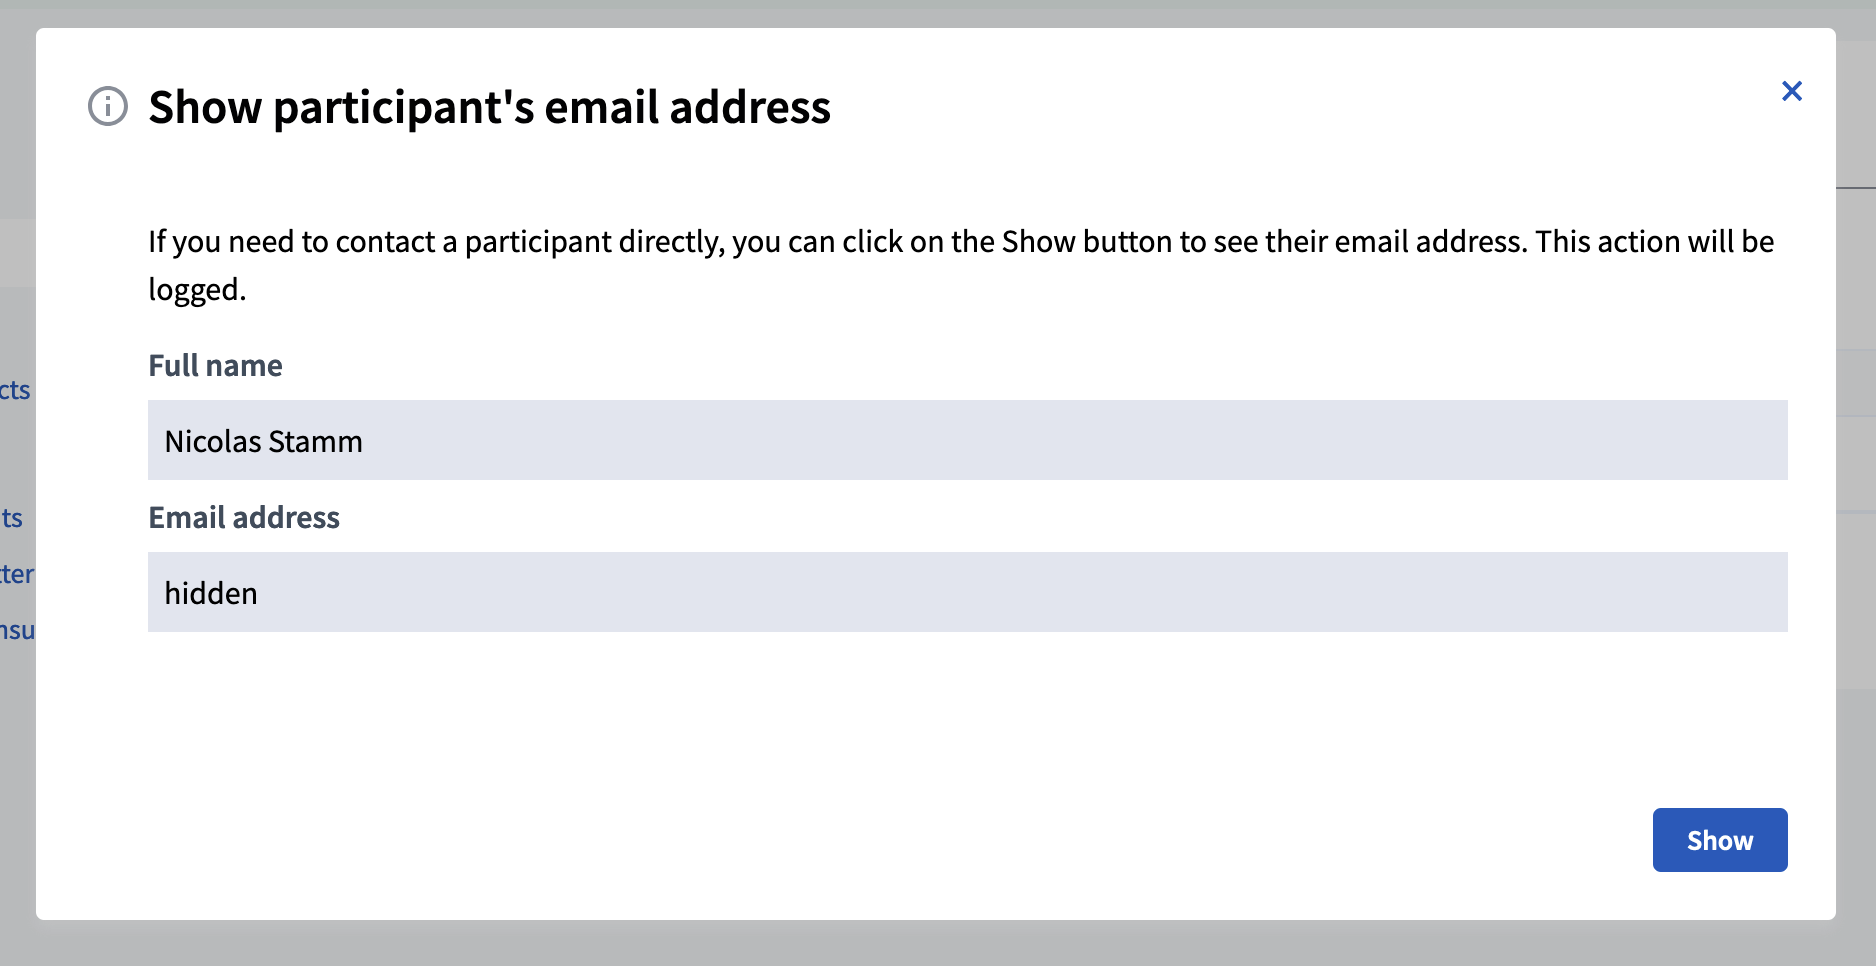 Show participant's email address
If you need to contact a participant directly, you can click on the Show button to see their email address. This action will be
logged.
Full name
Nicolas Stamm
Email address
hidden
Show
cts
ts
ter
nsu